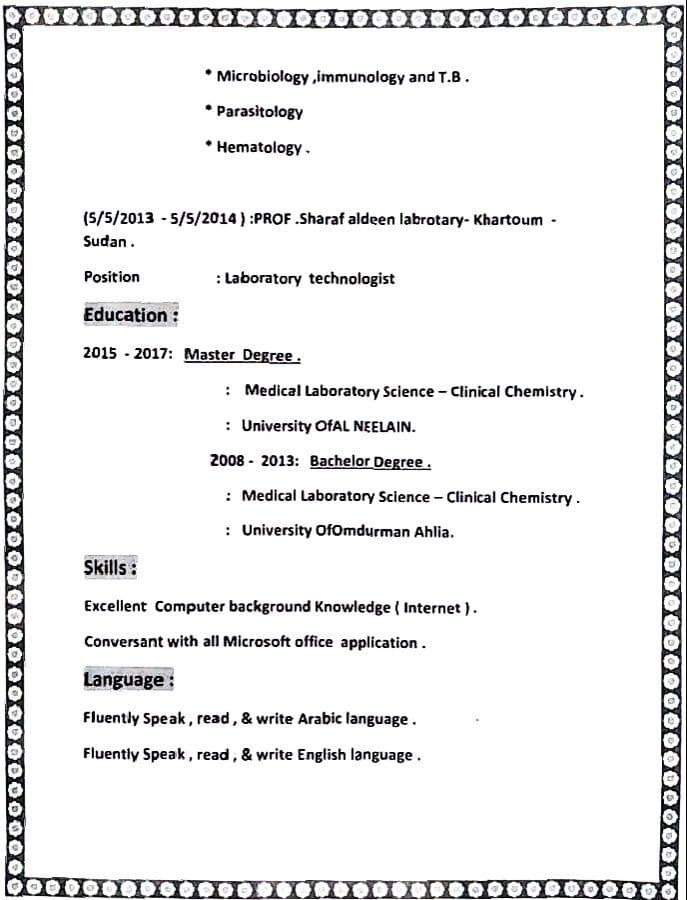 * Microbiology ,immunology and T.B .
* Parasitology
* Hematology .
(5/5/2013 - 5/5/2014 ) :PROF .Sharaf aldeen labrotary- Khartoum -
Sudan .
Position : Laboratory technologist
Education :
2015 - 2017: Master Degree .
: Medical Laboratory Science – Clinical Chemistry .
: University OfAL NEELAIN.
2008 - 2013: Bachelor Degree .
: Medical Laboratory Science – Clinical Chemistry .
: University OfOmdurman Ahlia.
Skills :
Excellent Computer background Knowledge ( Internet ) .
Conversant with all Microsoft office application .
Language :
Fluently Speak , read , & write Arabic language .
Fluently Speak , read , & write English language .